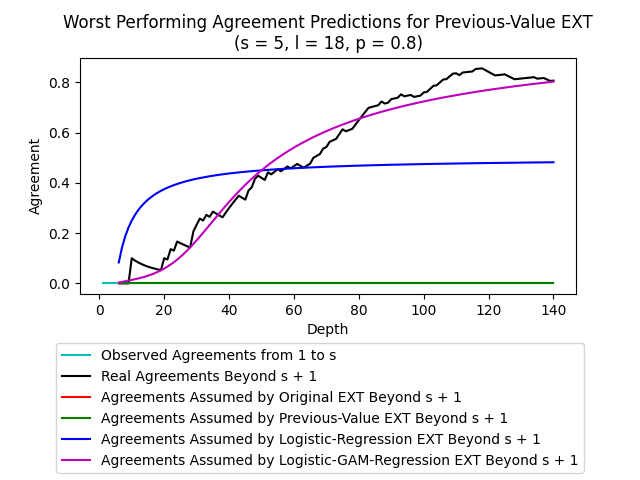 Worst Performing Agreement Predictions for Previous-Value EXT
(s = 5, l = 18, p = 0.8)
Agreement
0.8
0.6
0.4
0.2
0.0
0 20 40 60 80 100 120 140
Depth
Observed Agreements from 1 to s
Real Agreements Beyond s + 1
Agreements Assumed by Original EXT Beyond s + 1
Agreements Assumed by Previous-Value EXT Beyond s + 1
Agreements Assumed by Logistic-Regression EXT Beyond s + 1
Agreements Assumed by Logistic-GAM-Regression EXT Beyond s + 1